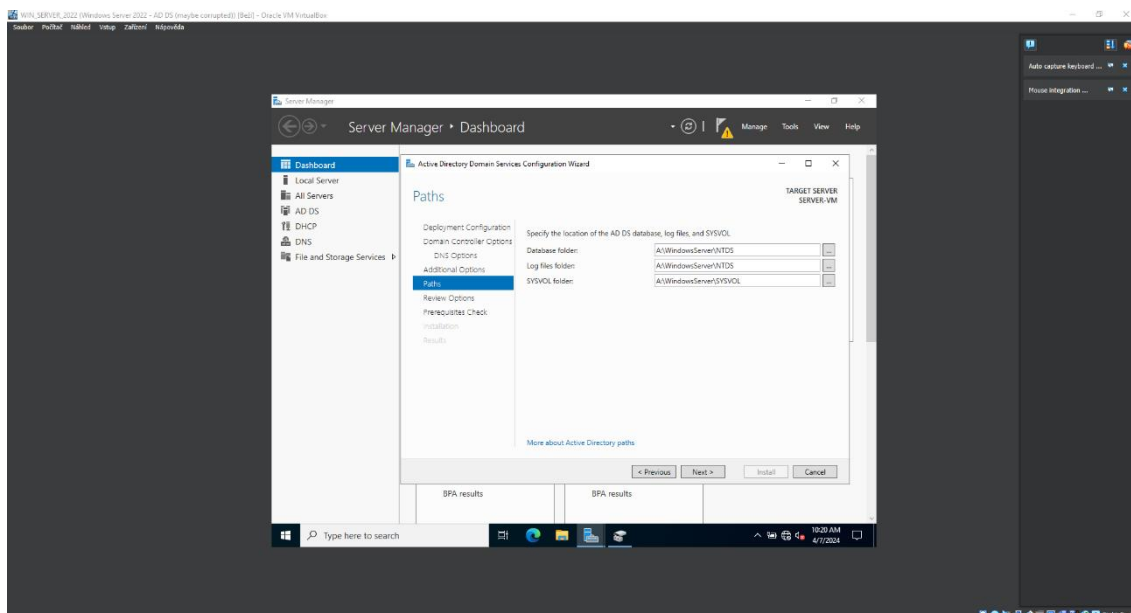 WIN_SERVER_2022 (Windows Server 2022 - AD DS (maybe corrupted)) [Běží] - Oracle VM VirtualBox
Soubor Počítač Náhled Vstup Zařízení Nápověda
Auto capture keyboard ...
Mouse integration ...
Server Manager
Server Manager • Dashboard
Manage Tools View Help
Dashboard
Local Server
All Servers
AD DS
DHCP
DNS
File and Storage Services
Active Directory Domain Services Configuration Wizard
Paths
TARGET SERVER
SERVER-VM
Deployment Configuration
Domain Controller Options
DNS Options
Additional Options
Paths
Review Options
Prerequisites Check
Installation
Results
Specify the location of the AD DS database, log files, and SYSVOL
Database folder: A:\WindowsServer\NTDS ...
Log files folder: A:\WindowsServer\NTDS ...
SYSVOL folder: A:\WindowsServer\SYSVOL ...
More about Active Directory paths
< Previous Next > Install Cancel
BPA results BPA results
Type here to search
10:20 AM
4/7/2024